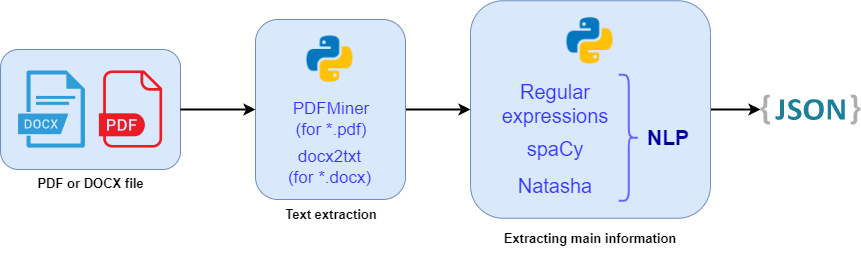 DOCX
PDF
PDF or DOCX file
PDFMiner
(for *.pdf)
docx2txt
(for *.docx)
Text extraction
Regular
expressions
spaCy
Natasha
NLP
Extracting main information
{JSON}